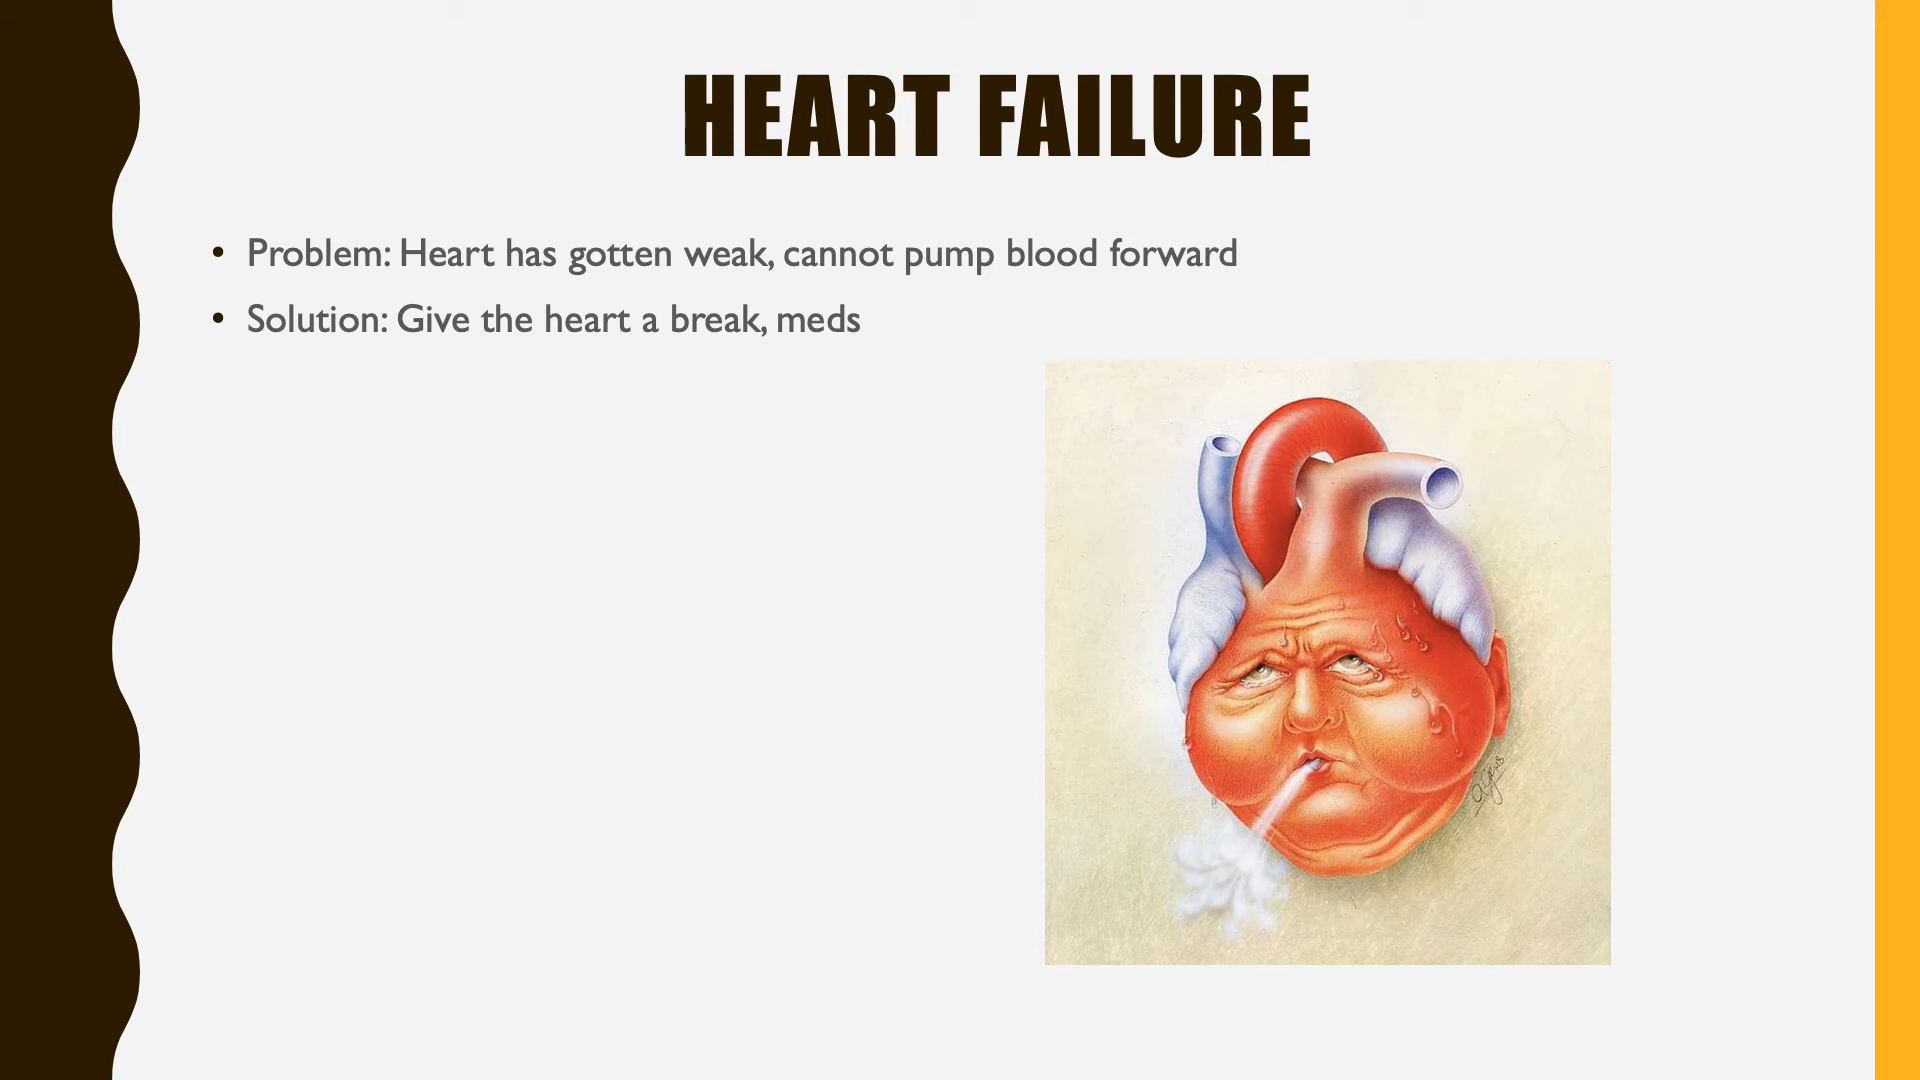 HEART FAILURE
• Problem: Heart has gotten weak, cannot pump blood forward
• Solution: Give the heart a break, meds